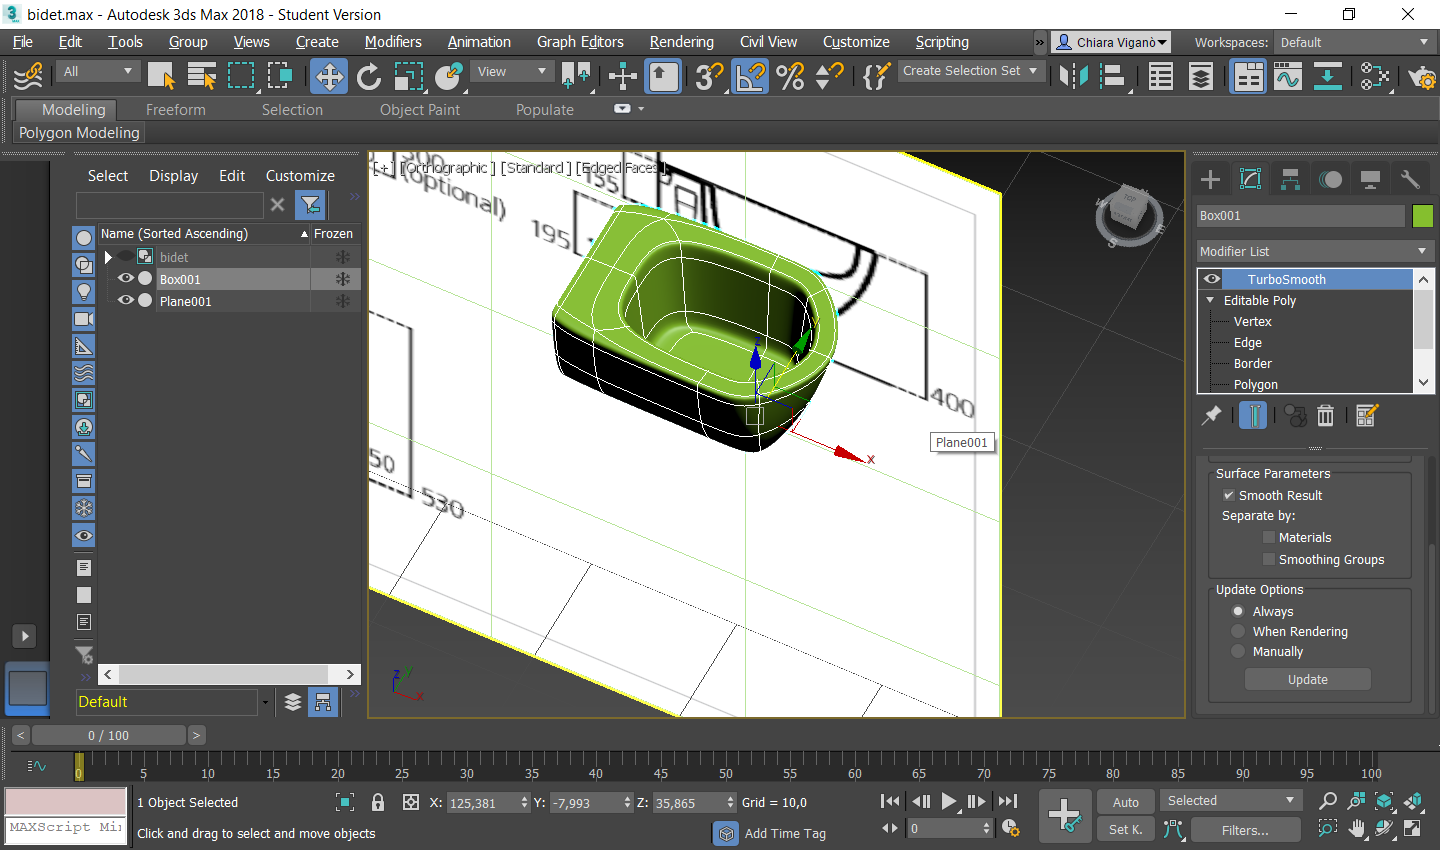 bidet.max - Autodesk 3ds Max 2018 - Student Version
File Edit Tools Group Views Create Modifiers Animation Graph Editors Rendering Civil View Customize Scripting » Chiara Viganò Workspaces: Default
All View Create Selection Set
Modeling Freeform Selection Object Paint Populate
Polygon Modeling
Select Display Edit Customize
Name (Sorted Ascending) Frozen
bidet
Box001
Plane001
Default
[+] [Orthographic ] [Standard ] [Edged Faces ]
(optional)
155
195
400
50
530
Plane001
TOP
W
S
E
z
y
x
z
y
x
Box001
Modifier List
TurboSmooth
Editable Poly
Vertex
Edge
Border
Polygon
Surface Parameters
Smooth Result
Separate by:
Materials
Smoothing Groups
Update Options
Always
When Rendering
Manually
Update
< 0 / 100 >
0 5 10 15 20 25 30 35 40 45 50 55 60 65 70 75 80 85 90 95 100
1 Object Selected X: 125,381 Y: -7,993 Z: 35,865 Grid = 10,0 Auto Selected
MAXScript Mi Click and drag to select and move objects Add Time Tag 0 Set K. Filters...